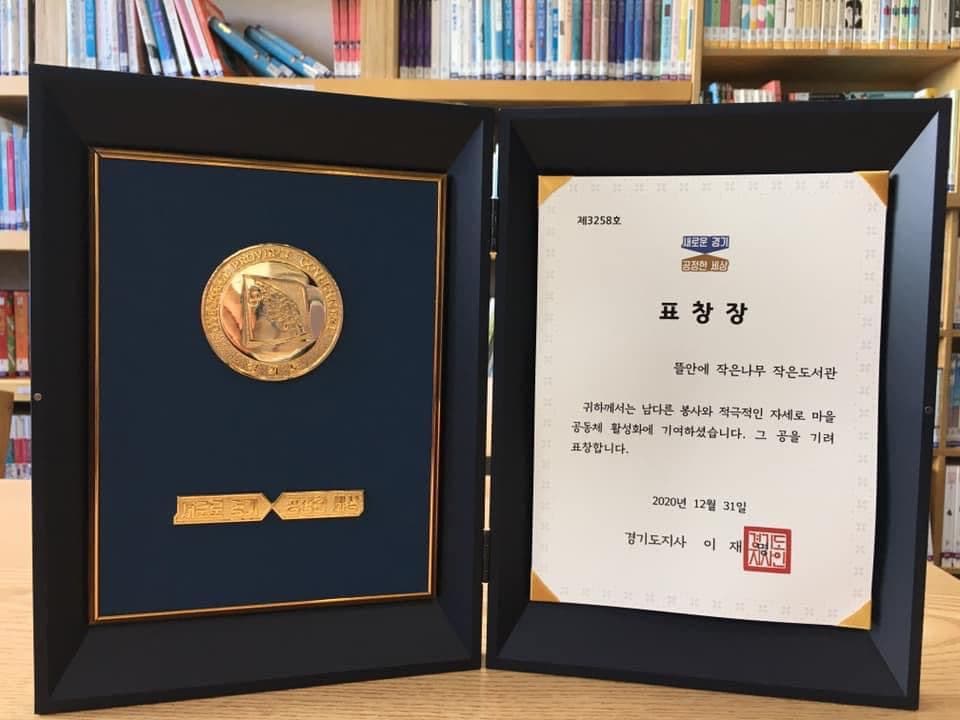 새로운 경기 공정한 세상
제3258호
새로운 경기
공정한 세상
표창장
뜰안에 작은나무 작은도서관
귀하께서는 남다른 봉사와 적극적인 자세로 마을
공동체 활성화에 기여하셨습니다. 그 공을 기려
표창합니다.
2020년 12월 31일
경기도지사 이재명
경기도
지사인